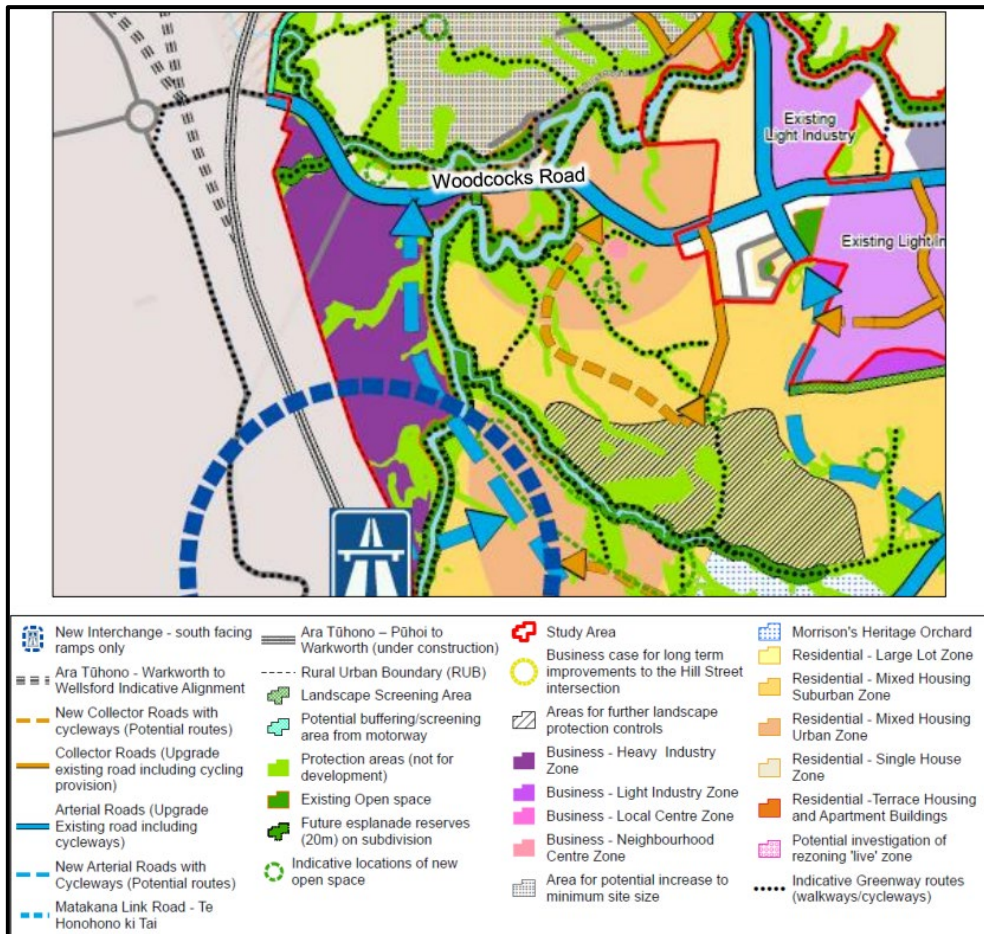 Existing
Light Industry
Woodcocks Road
Existing Light In
New Interchange - south facing
ramps only
Ara Tūhono - Warkworth to
Wellsford Indicative Alignment
New Collector Roads with
cycleways (Potential routes)
Collector Roads (Upgrade
existing road including cycling
provision)
Arterial Roads (Upgrade
Existing road including
cycleways)
New Arterial Roads with
Cycleways (Potential routes)
Matakana Link Road - Te
Honohono ki Tai
Ara Tūhono – Pūhoi to
Warkworth (under construction)
Rural Urban Boundary (RUB)
Landscape Screening Area
Potential buffering/screening
area from motorway
Protection areas (not for
development)
Existing Open space
Future esplanade reserves
(20m) on subdivision
Indicative locations of new
open space
Study Area
Business case for long term
improvements to the Hill Street
intersection
Areas for further landscape
protection controls
Business - Heavy Industry
Zone
Business - Light Industry Zone
Business - Local Centre Zone
Business - Neighbourhood
Centre Zone
Area for potential increase to
minimum site size
Morrison's Heritage Orchard
Residential - Large Lot Zone
Residential - Mixed Housing
Suburban Zone
Residential - Mixed Housing
Urban Zone
Residential - Single House
Zone
Residential -Terrace Housing
and Apartment Buildings
Potential investigation of
rezoning 'live' zone
Indicative Greenway routes
(walkways/cycleways)